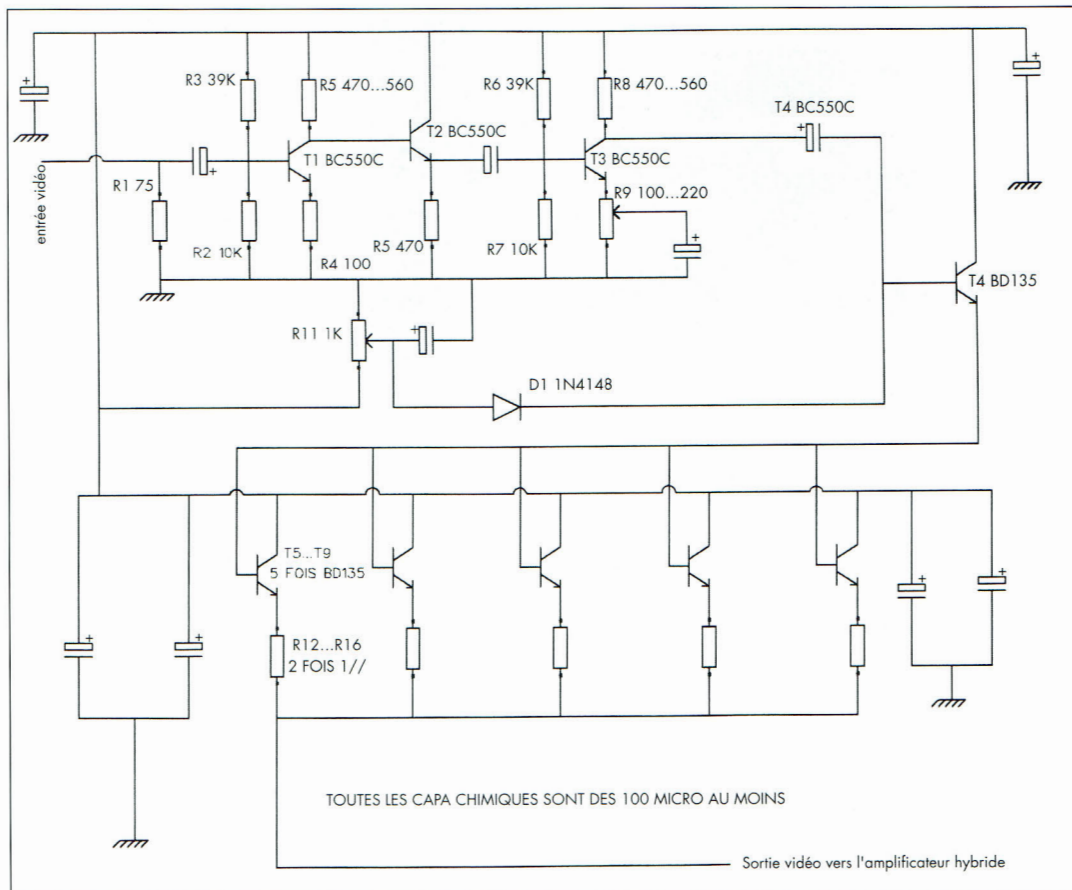 R3 39K
R5 470...560
R6 39K
R8 470...560
T4 BC550C
T2 BC550C
T1 BC550C
T3 BC550C
R1 75
R9 100...220
entrée vidéo
R2 10K
R4 100
R5 470
R7 10K
T4 BD135
R11 1K
D1 1N4148
T5...T9
5 FOIS BD135
R12...R16
2 FOIS 1//
TOUTES LES CAPA CHIMIQUES SONT DES 100 MICRO AU MOINS
Sortie vidéo vers l'amplificateur hybride